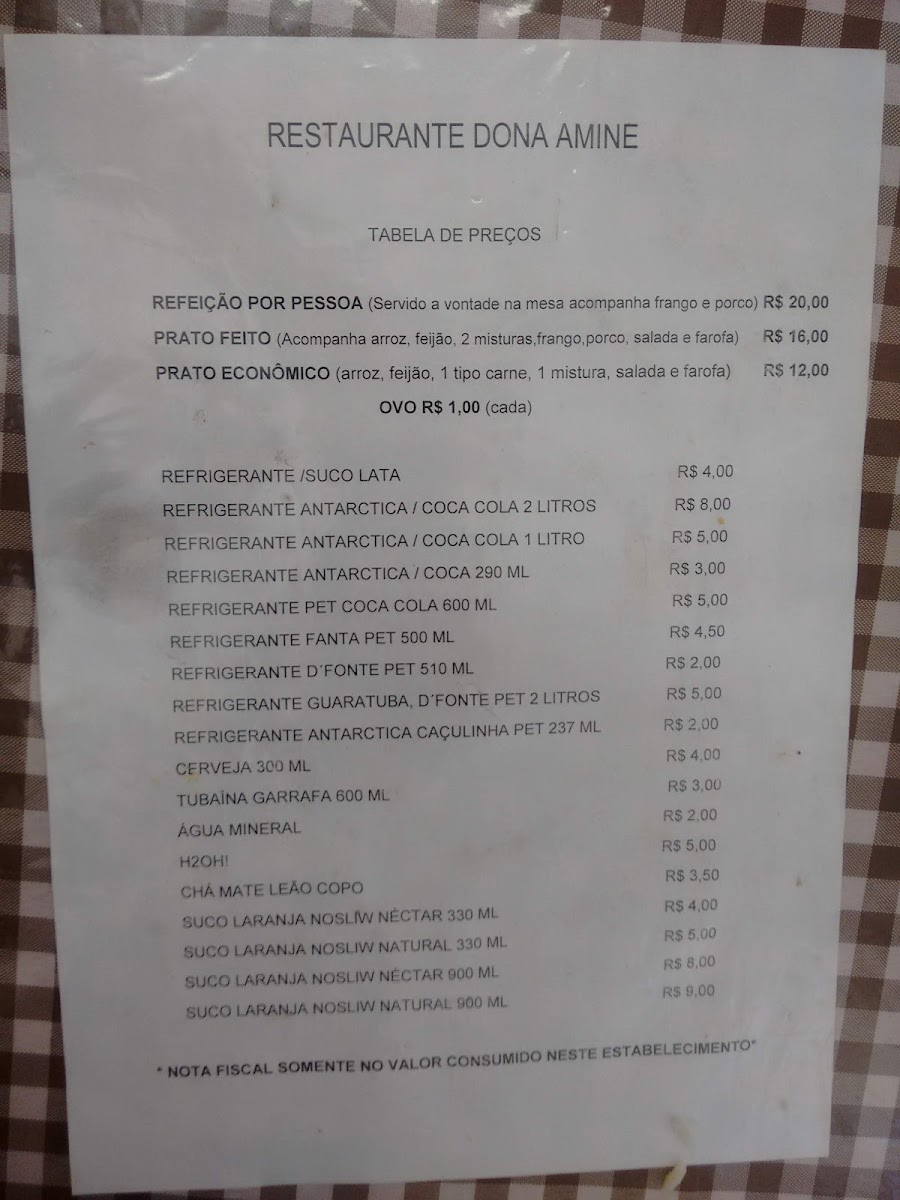 RESTAURANTE DONA AMINE
TABELA DE PREÇOS
REFEIÇÃO POR PESSOA (Servido a vontade na mesa acompanha frango e porco) R$ 20,00
PRATO FEITO (Acompanha arroz, feijão, 2 misturas,frango,porco, salada e farofa) R$ 16,00
PRATO ECONÔMICO (arroz, feijão, 1 tipo carne, 1 mistura, salada e farofa) R$ 12,00
OVO R$ 1,00 (cada)
REFRIGERANTE /SUCO LATA R$ 4,00
REFRIGERANTE ANTARCTICA / COCA COLA 2 LITROS R$ 8,00
REFRIGERANTE ANTARCTICA / COCA COLA 1 LITRO R$ 5,00
REFRIGERANTE ANTARCTICA / COCA 290 ML R$ 3,00
REFRIGERANTE PET COCA COLA 600 ML R$ 5,00
REFRIGERANTE FANTA PET 500 ML R$ 4,50
REFRIGERANTE D´FONTE PET 510 ML R$ 2,00
REFRIGERANTE GUARATUBA, D´FONTE PET 2 LITROS R$ 5,00
REFRIGERANTE ANTARCTICA CAÇULINHA PET 237 ML R$ 2,00
CERVEJA 300 ML R$ 4,00
TUBAÍNA GARRAFA 600 ML R$ 3,00
ÁGUA MINERAL R$ 2,00
H2OH! R$ 5,00
CHÁ MATE LEÃO COPO R$ 3,50
SUCO LARANJA NOSLIW NÉCTAR 330 ML R$ 4,00
SUCO LARANJA NOSLIW NATURAL 330 ML R$ 5,00
SUCO LARANJA NOSLIW NÉCTAR 900 ML R$ 8,00
SUCO LARANJA NOSLIW NATURAL 900 ML R$ 9,00
* NOTA FISCAL SOMENTE NO VALOR CONSUMIDO NESTE ESTABELECIMENTO*